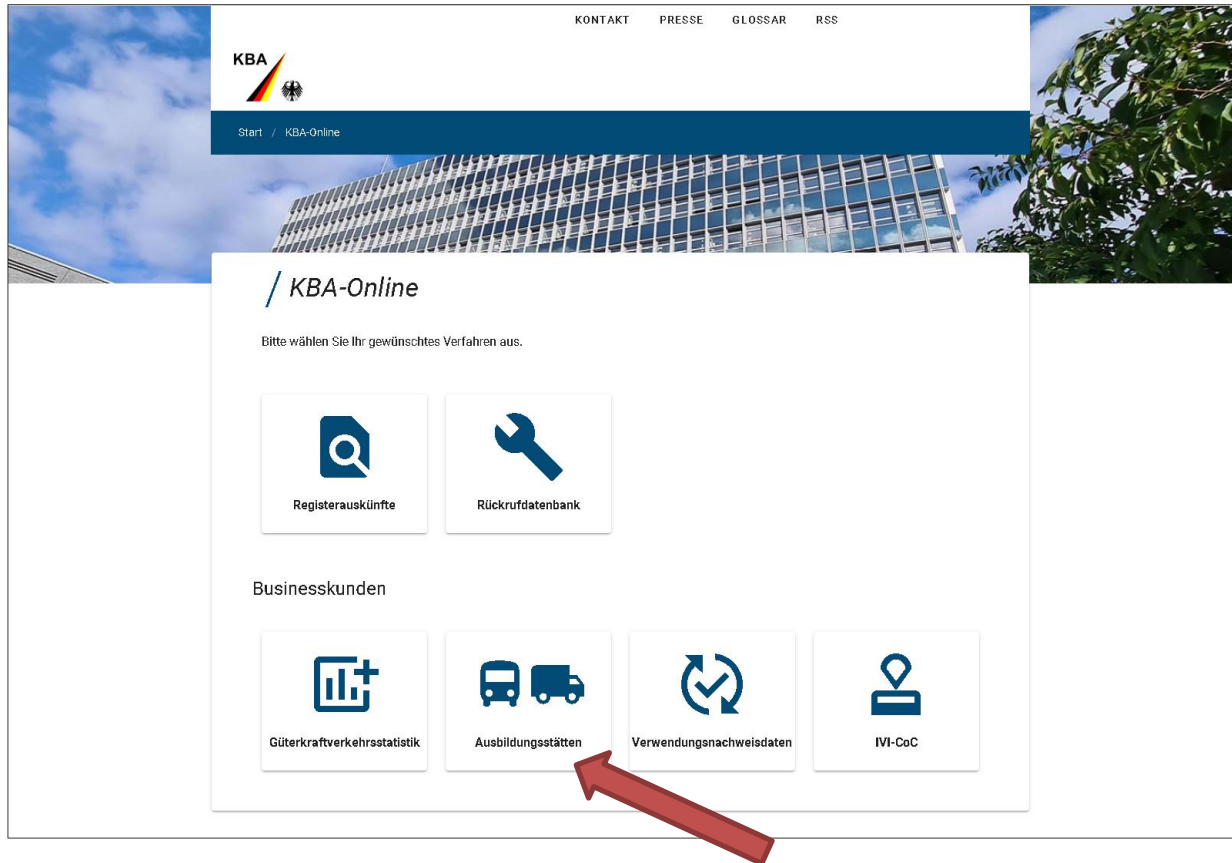 KONTAKT PRESSE GLOSSAR RSS
KBA
Start / KBA-Online
KBA-Online
Bitte wählen Sie Ihr gewünschtes Verfahren aus.
Registerauskünfte Rückrufdatenbank
Businesskunden
Güterkraftverkehrsstatistik Ausbildungsstätten Verwendungsnachweisdaten IVI-CoC